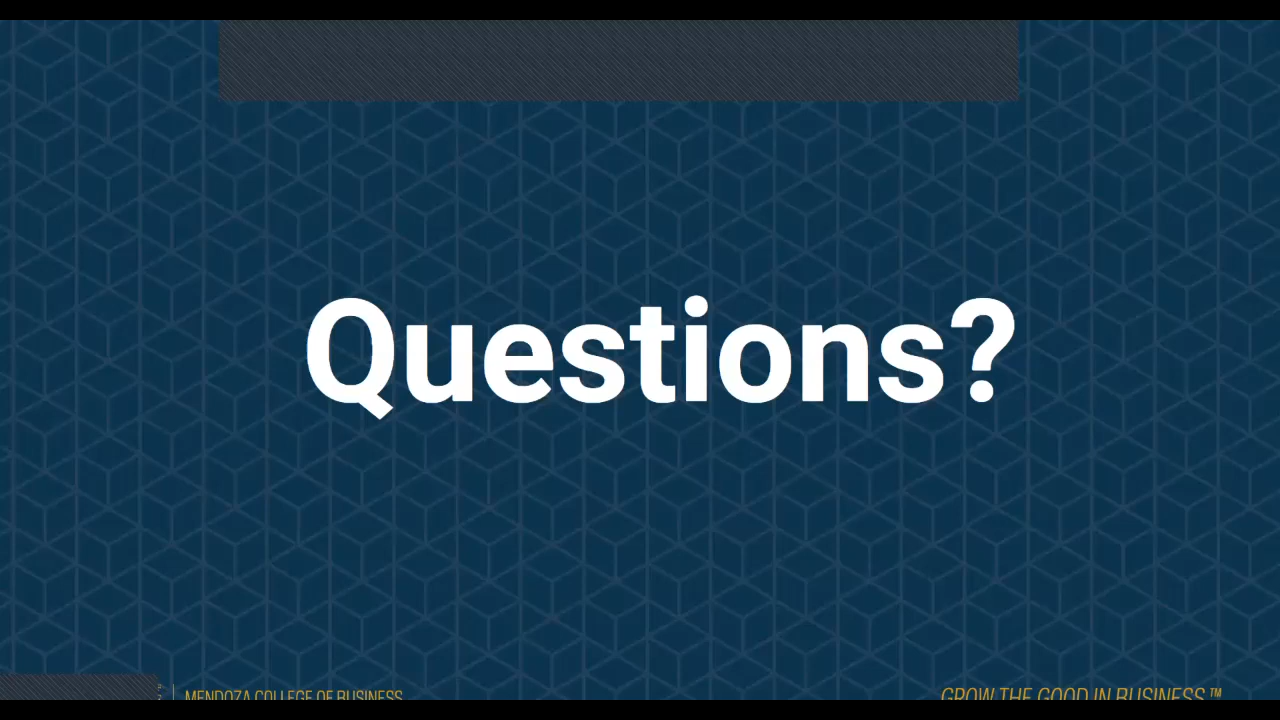 Questions?
MENDOZA COLLEGE OF BUSINESS
GROW THE GOOD IN BUSINESS™